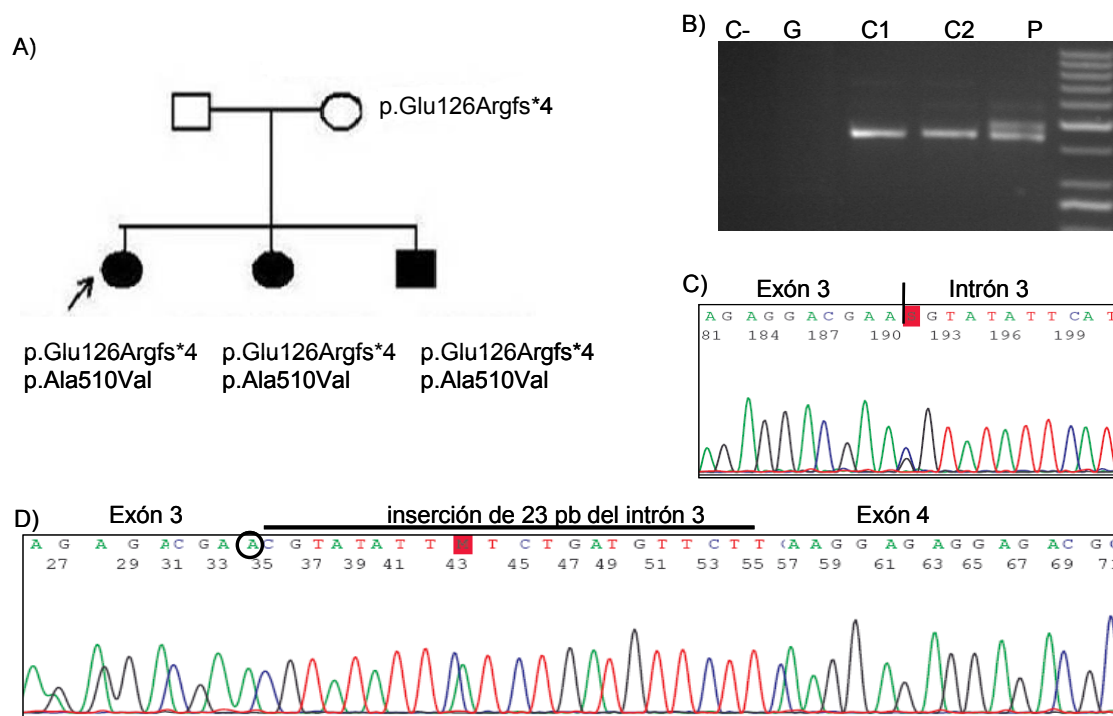 A)
p.Glu126Argfs*4
p.Glu126Argfs*4 p.Glu126Argfs*4 p.Glu126Argfs*4
p.Ala510Val p.Ala510Val p.Ala510Val
B)
C- G C1 C2 P
C)
Exón 3 Intrón 3
A G A G G A C G A A G T A T A T T C A T
81 184 187 190 193 196 199
D)
Exón 3 inserción de 23 pb del intrón 3 Exón 4
A G A G A C G A A C G T A T A T T T C T G A T G T T C T T A A G G A G A G G A G A C G
27 29 31 33 35 37 39 41 43 45 47 49 51 53 55 57 59 61 63 65 67 69 71